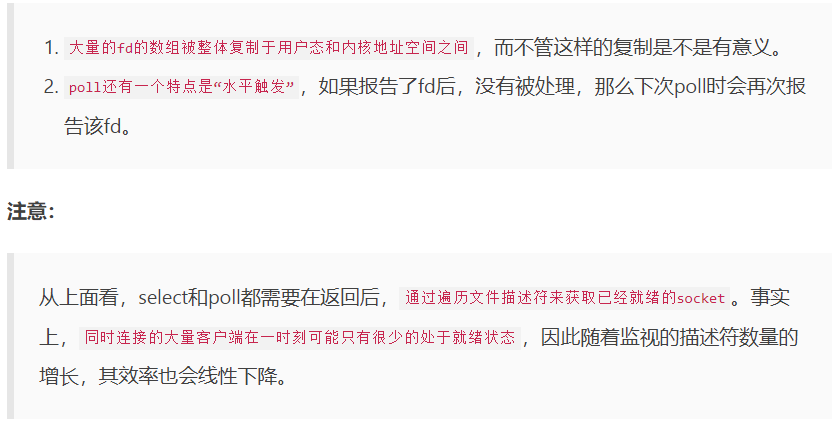 1. 大量的fd的数组被整体复制于用户态和内核地址空间之间，而不管这样的复制是不是有意义。
2. poll还有一个特点是“水平触发”，如果报告了fd后，没有被处理，那么下次poll时会再次报
告该fd。
注意：
从上面看，select和poll都需要在返回后，通过遍历文件描述符来获取已经就绪的socket。事实
上，同时连接的大量客户端在一时刻可能只有很少的处于就绪状态，因此随着监视的描述符数量的
增长，其效率也会线性下降。